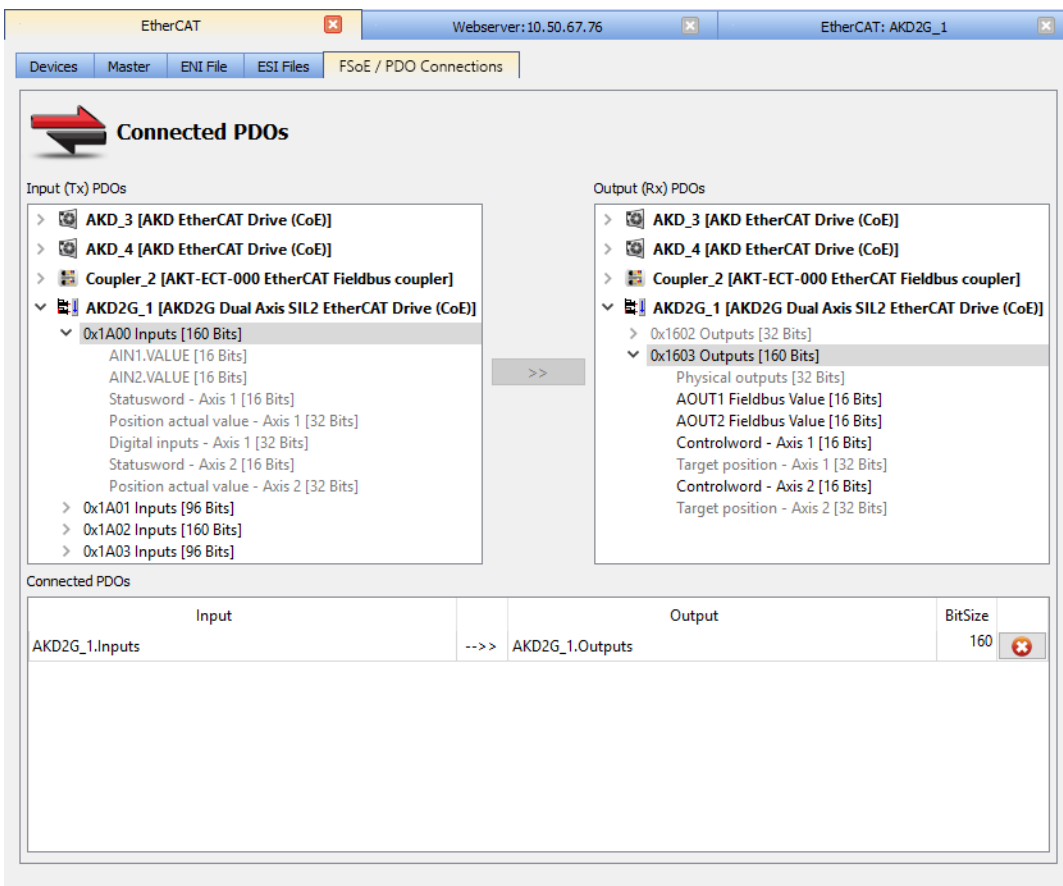 EtherCAT
Webserver:10.50.67.76
EtherCAT: AKD2G_1
Devices
Master
ENI File
ESI Files
FSoE / PDO Connections
Connected PDOs
Input (Tx) PDOs
AKD_3 [AKD EtherCAT Drive (CoE)]
AKD_4 [AKD EtherCAT Drive (CoE)]
Coupler_2 [AKT-ECT-000 EtherCAT Fieldbus coupler]
AKD2G_1 [AKD2G Dual Axis SIL2 EtherCAT Drive (CoE)]
0x1A00 Inputs [160 Bits]
AIN1.VALUE [16 Bits]
AIN2.VALUE [16 Bits]
Statusword - Axis 1 [16 Bits]
Position actual value - Axis 1 [32 Bits]
Digital inputs - Axis 1 [32 Bits]
Statusword - Axis 2 [16 Bits]
Position actual value - Axis 2 [32 Bits]
0x1A01 Inputs [96 Bits]
0x1A02 Inputs [160 Bits]
0x1A03 Inputs [96 Bits]
>>
Output (Rx) PDOs
AKD_3 [AKD EtherCAT Drive (CoE)]
AKD_4 [AKD EtherCAT Drive (CoE)]
Coupler_2 [AKT-ECT-000 EtherCAT Fieldbus coupler]
AKD2G_1 [AKD2G Dual Axis SIL2 EtherCAT Drive (CoE)]
0x1602 Outputs [32 Bits]
0x1603 Outputs [160 Bits]
Physical outputs [32 Bits]
AOUT1 Fieldbus Value [16 Bits]
AOUT2 Fieldbus Value [16 Bits]
Controlword - Axis 1 [16 Bits]
Target position - Axis 1 [32 Bits]
Controlword - Axis 2 [16 Bits]
Target position - Axis 2 [32 Bits]
Connected PDOs
Input Output BitSize
AKD2G_1.Inputs -->> AKD2G_1.Outputs 160